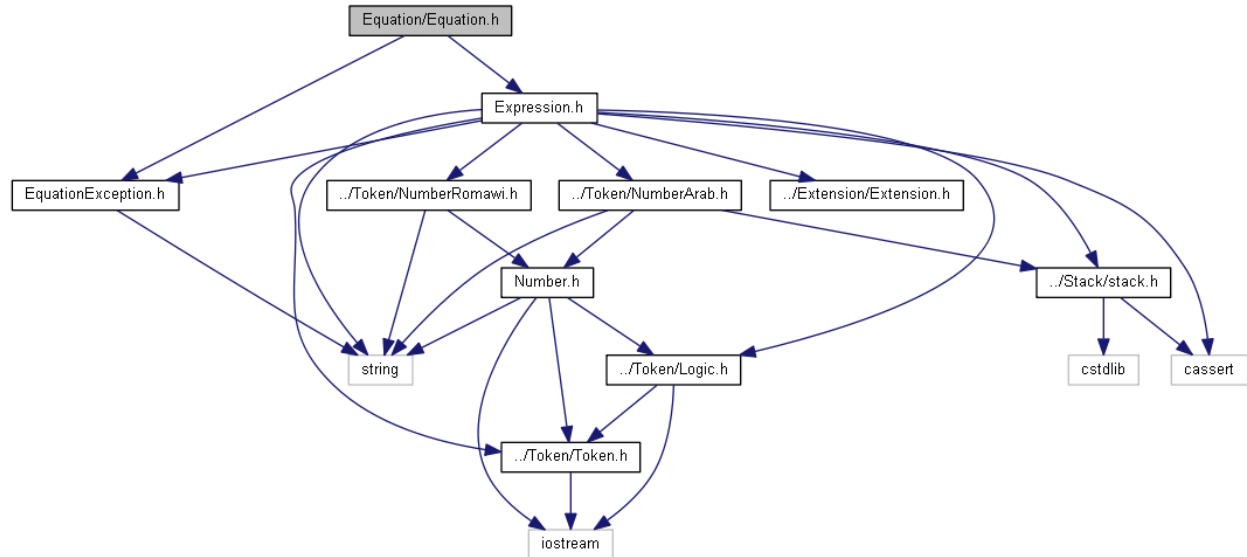 Equation/Equation.h
Expression.h
EquationException.h
../Token/NumberRomawi.h
../Token/NumberArab.h
../Extension/Extension.h
Number.h
../Stack/stack.h
string
../Token/Logic.h
cstdlib
cassert
../Token/Token.h
iostream